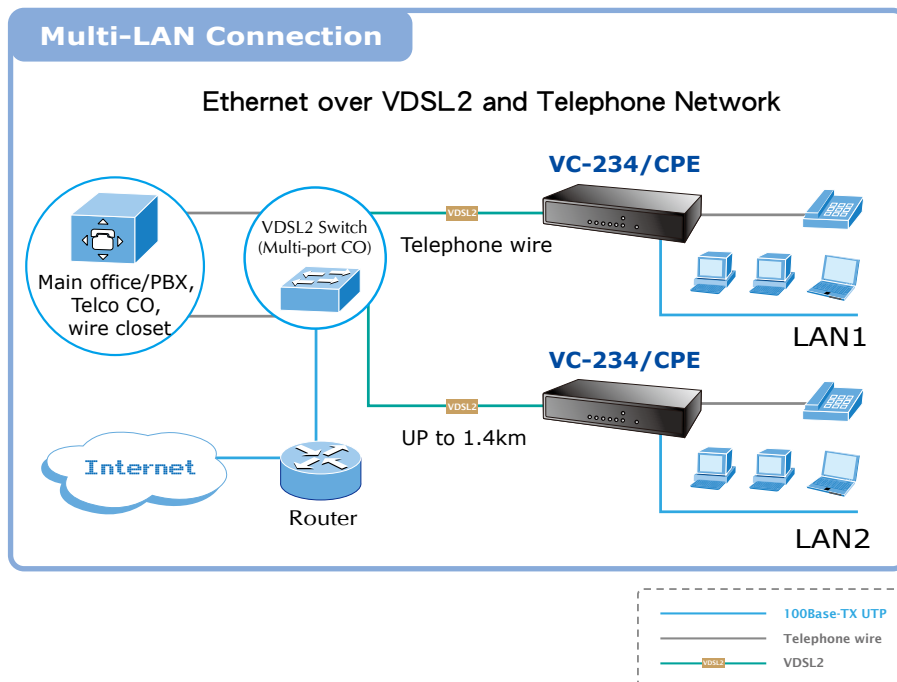 Multi-LAN Connection
Ethernet over VDSL2 and Telephone Network
VC-234/CPE
VDSL2 Switch
(Multi-port CO)
VDSL2
Telephone wire
Main office/PBX,
Telco CO,
wire closet
LAN1
VC-234/CPE
VDSL2
UP to 1.4km
Internet
Router
LAN2
100Base-TX UTP
Telephone wire
VDSL2
VDSL2